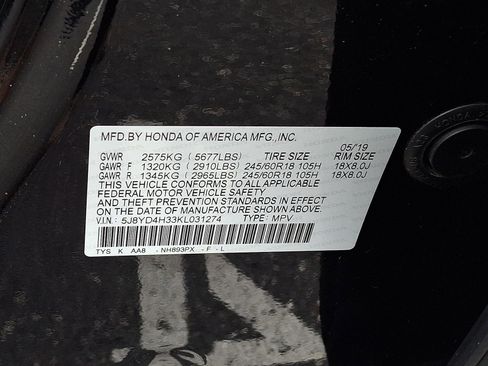 MFD.BY HONDA OF AMERICA MFG.,INC.
05/19
GVWR 2575KG (5677LBS) TIRE SIZE RIM SIZE
GAWR F 1320KG (2910LBS) 245/60R18 105H 18X8.0J
GAWR R 1345KG (2965LBS) 245/60R18 105H 18X8.0J
THIS VEHICLE CONFORMS TO ALL APPLICABLE
FEDERAL MOTOR VEHICLE SAFETY, BUMPER,
AND THEFT PREVENTION STANDARDS IN EFFECT
ON THE DATE OF MANUFACTURE SHOWN ABOVE.
V.I.N.: 5J8YD4H33KL031274 TYPE: MPV
TYS K AA8 - NH893PX - F - L
HONDA